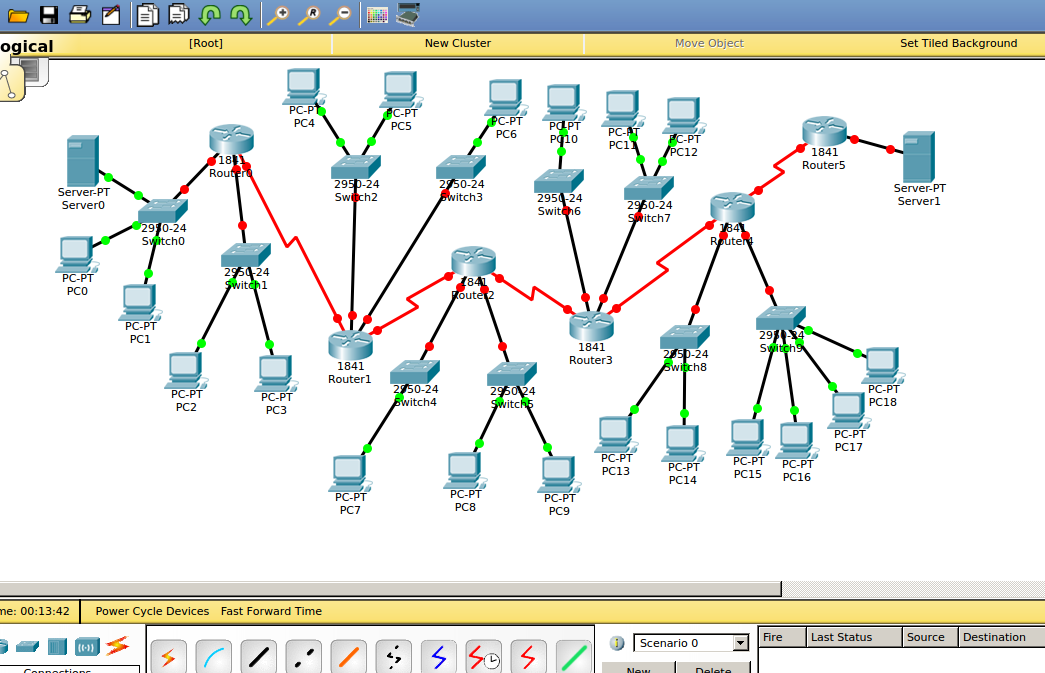 ogical
[Root]
New Cluster
Move Object
Set Tiled Background
PC-PT
PC4
PC-PT
PC5
PC-PT
PC6
PC-PT
PC10
PC-PT
PC11
PC-PT
PC12
1841
Router5
Server-PT
Server1
Server-PT
Server0
1841
Router0
2950-24
Switch2
2950-24
Switch3
2950-24
Switch6
2950-24
Switch7
2950-24
Switch0
1841
Router4
PC-PT
PC0
2950-24
Switch1
1841
Router2
PC-PT
PC1
1841
Router1
1841
Router3
2950-24
Switch8
2950-24
Switch9
PC-PT
PC2
PC-PT
PC3
2950-24
Switch4
2950-24
Switch5
PC-PT
PC18
PC-PT
PC17
PC-PT
PC13
PC-PT
PC14
PC-PT
PC15
PC-PT
PC16
PC-PT
PC7
PC-PT
PC8
PC-PT
PC9
me: 00:13:42
Power Cycle Devices Fast Forward Time
Scenario 0
Fire
Last Status
Source
Destination
New
Delete
Connections